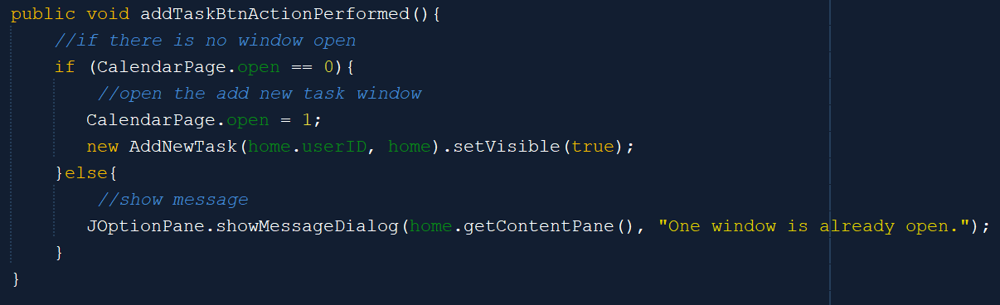 public void addTaskBtnActionPerformed(){
//if there is no window open
if (CalendarPage.open == 0){
//open the add new task window
CalendarPage.open = 1;
new AddNewTask(home.userID, home).setVisible(true);
}else{
//show message
JOptionPane.showMessageDialog(home.getContentPane(), "One window is already open.");
}
}